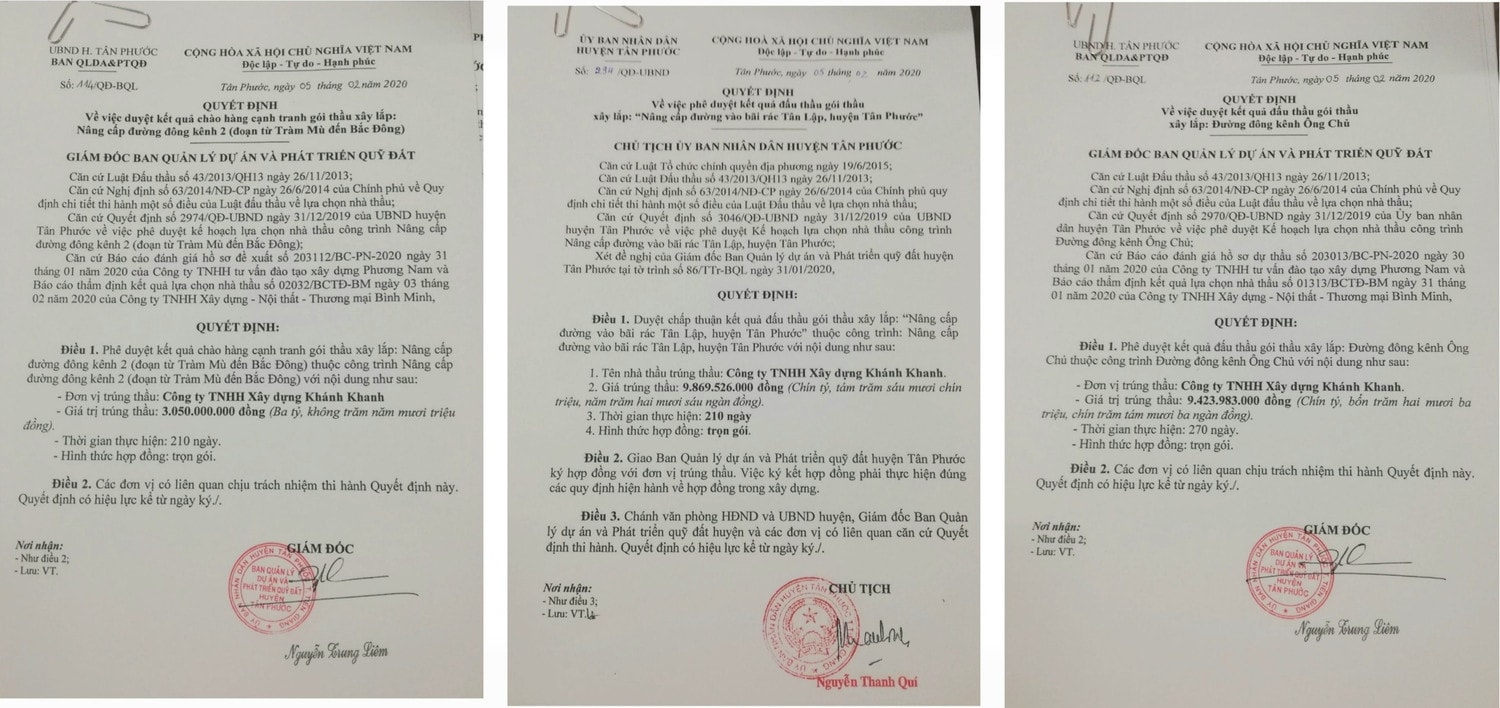 UBND H. TÂN PHƯỚC
BAN QLDA&PTQĐ
CỘNG HÒA XÃ HỘI CHỦ NGHĨA VIỆT NAM
Độc lập - Tự do - Hạnh phúc
Số: 114/QĐ-BQL
Tân Phước, ngày 05 tháng 02 năm 2020
QUYẾT ĐỊNH
Về việc duyệt kết quả chào hàng cạnh tranh gói thầu xây lắp:
Nâng cấp đường đông kênh 2 (đoạn từ Tràm Mù đến Bắc Đông)
GIÁM ĐỐC BAN QUẢN LÝ DỰ ÁN VÀ PHÁT TRIỂN QUỸ ĐẤT
Căn cứ Luật Đấu thầu số 43/2013/QH13 ngày 26/11/2013;
Căn cứ Nghị định số 63/2014/NĐ-CP ngày 26/6/2014 của Chính phủ về Quy
định chi tiết thi hành một số điều của Luật đấu thầu về lựa chọn nhà thầu;
Căn cứ Quyết định số 2974/QĐ-UBND ngày 31/12/2019 của UBND huyện
Tân Phước về việc phê duyệt kế hoạch lựa chọn nhà thầu công trình Nâng cấp
đường đông kênh 2 (đoạn từ Tràm Mù đến Bắc Đông);
Căn cứ Báo cáo đánh giá hồ sơ đề xuất số 203112/BC-PN-2020 ngày 31
tháng 01 năm 2020 của Công ty TNHH tư vấn đào tạo xây dựng Phương Nam và
Báo cáo thẩm định kết quả lựa chọn nhà thầu số 02032/BCTĐ-BM ngày 03 tháng
02 năm 2020 của Công ty TNHH Xây dựng - Nội thất - Thương mại Bình Minh,
QUYẾT ĐỊNH:
Điều 1. Phê duyệt kết quả chào hàng cạnh tranh gói thầu xây lắp: Nâng cấp
đường đông kênh 2 (đoạn từ Tràm Mù đến Bắc Đông) thuộc công trình Nâng cấp
đường đông kênh 2 (đoạn từ Tràm Mù đến Bắc Đông) với nội dung như sau:
- Đơn vị trúng thầu: Công ty TNHH Xây dựng Khánh Khanh
- Giá trị trúng thầu: 3.050.000.000 đồng (Ba tỷ, không trăm năm mươi triệu
đồng).
- Thời gian thực hiện: 210 ngày.
- Hình thức hợp đồng: trọn gói.
Điều 2. Các đơn vị có liên quan chịu trách nhiệm thi hành Quyết định này.
Quyết định có hiệu lực kể từ ngày ký./.
Nơi nhận:
- Như điều 2;
- Lưu: VT.
GIÁM ĐỐC
ỦY BAN NHÂN DÂN HUYỆN TÂN PHƯỚC T. TIỀN GIANG
BAN QUẢN LÝ
DỰ ÁN VÀ
PHÁT TRIỂN QUỸ ĐẤT
HUYỆN
TÂN PHƯỚC
Nguyễn Trung Liêm
ỦY BAN NHÂN DÂN
HUYỆN TÂN PHƯỚC
CỘNG HÒA XÃ HỘI CHỦ NGHĨA VIỆT NAM
Độc lập - Tự do - Hạnh phúc
Số: 294 /QĐ-UBND
Tân Phước, ngày 05 tháng 02 năm 2020
QUYẾT ĐỊNH
Về việc phê duyệt kết quả đấu thầu gói thầu
xây lắp: “Nâng cấp đường vào bãi rác Tân Lập, huyện Tân Phước”
CHỦ TỊCH ỦY BAN NHÂN DÂN HUYỆN TÂN PHƯỚC
Căn cứ Luật Tổ chức chính quyền địa phương ngày 19/6/2015;
Căn cứ Luật Đấu thầu số 43/2013/QH13 ngày 26/11/2013;
Căn cứ Nghị định số 63/2014/NĐ-CP ngày 26/6/2014 của Chính phủ quy
định chi tiết thi hành một số điều của Luật Đấu thầu về lựa chọn nhà thầu;
Căn cứ Quyết định số 3046/QĐ-UBND ngày 31/12/2019 của UBND
huyện Tân Phước về việc phê duyệt Kế hoạch lựa chọn nhà thầu công trình
Nâng cấp đường vào bãi rác Tân Lập, huyện Tân Phước;
Xét đề nghị của Giám đốc Ban Quản lý dự án và Phát triển quỹ đất huyện
Tân Phước tại tờ trình số 86/TTr-BQL ngày 31/01/2020,
QUYẾT ĐỊNH:
Điều 1. Duyệt chấp thuận kết quả đấu thầu gói thầu xây lắp: “Nâng cấp
đường vào bãi rác Tân Lập, huyện Tân Phước” thuộc công trình: Nâng cấp
đường vào bãi rác Tân Lập, huyện Tân Phước với nội dung như sau:
1. Tên nhà thầu trúng thầu: Công ty TNHH Xây dựng Khánh Khanh.
2. Giá trúng thầu: 9.869.526.000 đồng (Chín tỷ, tám trăm sáu mươi chín
triệu, năm trăm hai mươi sáu ngàn đồng).
3. Thời gian thực hiện: 210 ngày
4. Hình thức hợp đồng: trọn gói.
Điều 2. Giao Ban Quản lý dự án và Phát triển quỹ đất huyện Tân Phước
ký hợp đồng với đơn vị trúng thầu. Việc ký kết hợp đồng phải thực hiện đúng
các quy định hiện hành về hợp đồng trong xây dựng.
Điều 3. Chánh văn phòng HĐND và UBND huyện, Giám đốc Ban Quản
lý dự án và Phát triển quỹ đất huyện và các đơn vị có liên quan căn cứ Quyết
định thi hành. Quyết định có hiệu lực kể từ ngày ký./.
Nơi nhận:
- Như điều 3;
- Lưu: VT.
CHỦ TỊCH
Nguyễn Thanh Quí
UBND H. TÂN PHƯỚC
BAN QLDA&PTQĐ
CỘNG HÒA XÃ HỘI CHỦ NGHĨA VIỆT NAM
Độc lập - Tự do - Hạnh phúc
Số: 112/QĐ-BQL
Tân Phước, ngày 05 tháng 02 năm 2020
QUYẾT ĐỊNH
Về việc duyệt kết quả đấu thầu gói thầu
xây lắp: Đường đông kênh Ông Chủ
GIÁM ĐỐC BAN QUẢN LÝ DỰ ÁN VÀ PHÁT TRIỂN QUỸ ĐẤT
Căn cứ Luật Đấu thầu số 43/2013/QH13 ngày 26/11/2013;
Căn cứ Nghị định số 63/2014/NĐ-CP ngày 26/6/2014 của Chính phủ về Quy
định chi tiết thi hành một số điều của Luật đấu thầu về lựa chọn nhà thầu;
Căn cứ Quyết định số 2970/QĐ-UBND ngày 31/12/2019 của Ủy ban nhân
dân huyện Tân Phước về việc phê duyệt Kế hoạch lựa chọn nhà thầu công trình
Đường đông kênh Ông Chủ;
Căn cứ Báo cáo đánh giá hồ sơ dự thầu số 203013/BC-PN-2020 ngày 30
tháng 01 năm 2020 của Công ty TNHH tư vấn đào tạo xây dựng Phương Nam và
Báo cáo thẩm định kết quả lựa chọn nhà thầu số 01313/BCTĐ-BM ngày 31 tháng
01 năm 2020 của Công ty TNHH Xây dựng - Nội thất - Thương mại Bình Minh,
QUYẾT ĐỊNH:
Điều 1. Phê duyệt kết quả đấu thầu gói thầu xây lắp: Đường đông kênh Ông
Chủ thuộc công trình Đường đông kênh Ông Chủ với nội dung như sau:
- Đơn vị trúng thầu: Công ty TNHH Xây dựng Khánh Khanh.
- Giá trị trúng thầu: 9.423.983.000 đồng (Chín tỷ, bốn trăm hai mươi ba
triệu, chín trăm tám mươi ba ngàn đồng).
- Thời gian thực hiện: 270 ngày.
- Hình thức hợp đồng: trọn gói.
Điều 2. Các đơn vị có liên quan chịu trách nhiệm thi hành Quyết định này.
Quyết định có hiệu lực kể từ ngày ký./.
Nơi nhận:
- Như điều 2;
- Lưu: VT.
GIÁM ĐỐC
ỦY BAN NHÂN DÂN HUYỆN TÂN PHƯỚC T. TIỀN GIANG
BAN QUẢN LÝ
DỰ ÁN VÀ
PHÁT TRIỂN QUỸ ĐẤT
HUYỆN
TÂN PHƯỚC
Nguyễn Trung Liêm